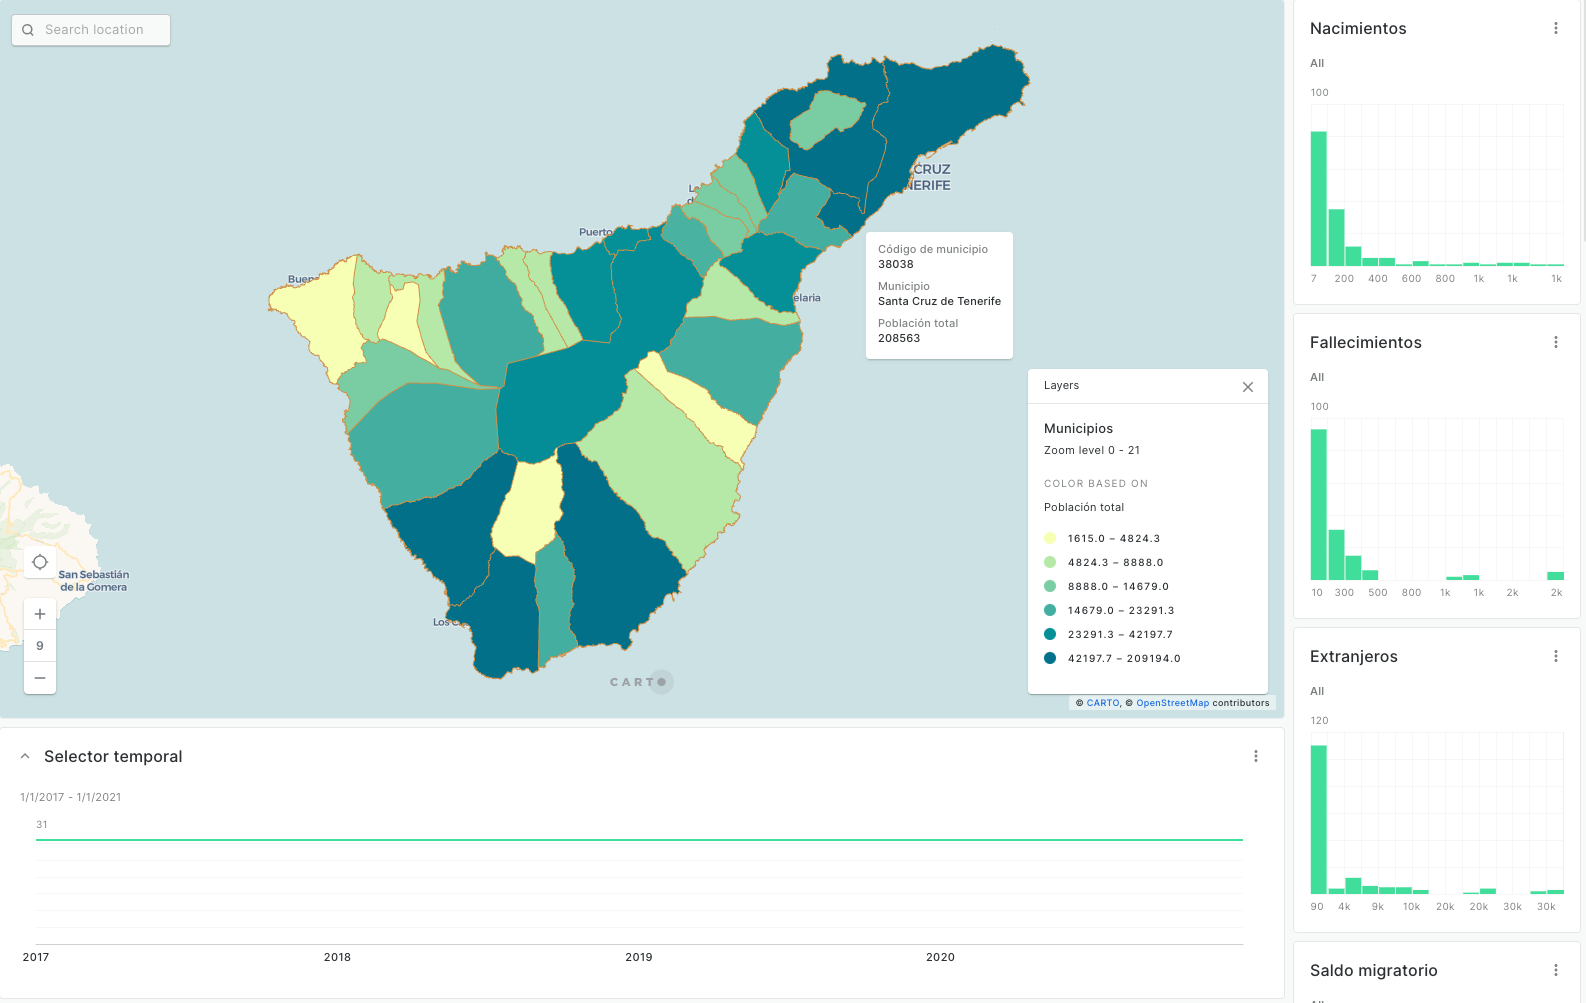 Search location
CRUZ
NERIFE
Puerto
elaria
San Sebastián
de la Gomera
Código de municipio
38038
Municipio
Santa Cruz de Tenerife
Población total
208563
Layers
Municipios
Zoom level 0 - 21
COLOR BASED ON
Población total
1615.0 – 4824.3
4824.3 – 8888.0
8888.0 – 14679.0
14679.0 – 23291.3
23291.3 – 42197.7
42197.7 – 209194.0
+
9
−
CARTO
© CARTO, © OpenStreetMap contributors
Selector temporal
1/1/2017 - 1/1/2021
31
2017 2018 2019 2020
Nacimientos
All
100
7 200 400 600 800 1k 1k 1k
Fallecimientos
All
100
10 300 500 800 1k 1k 2k 2k
Extranjeros
All
120
90 4k 9k 10k 20k 20k 30k 30k
Saldo migratorio